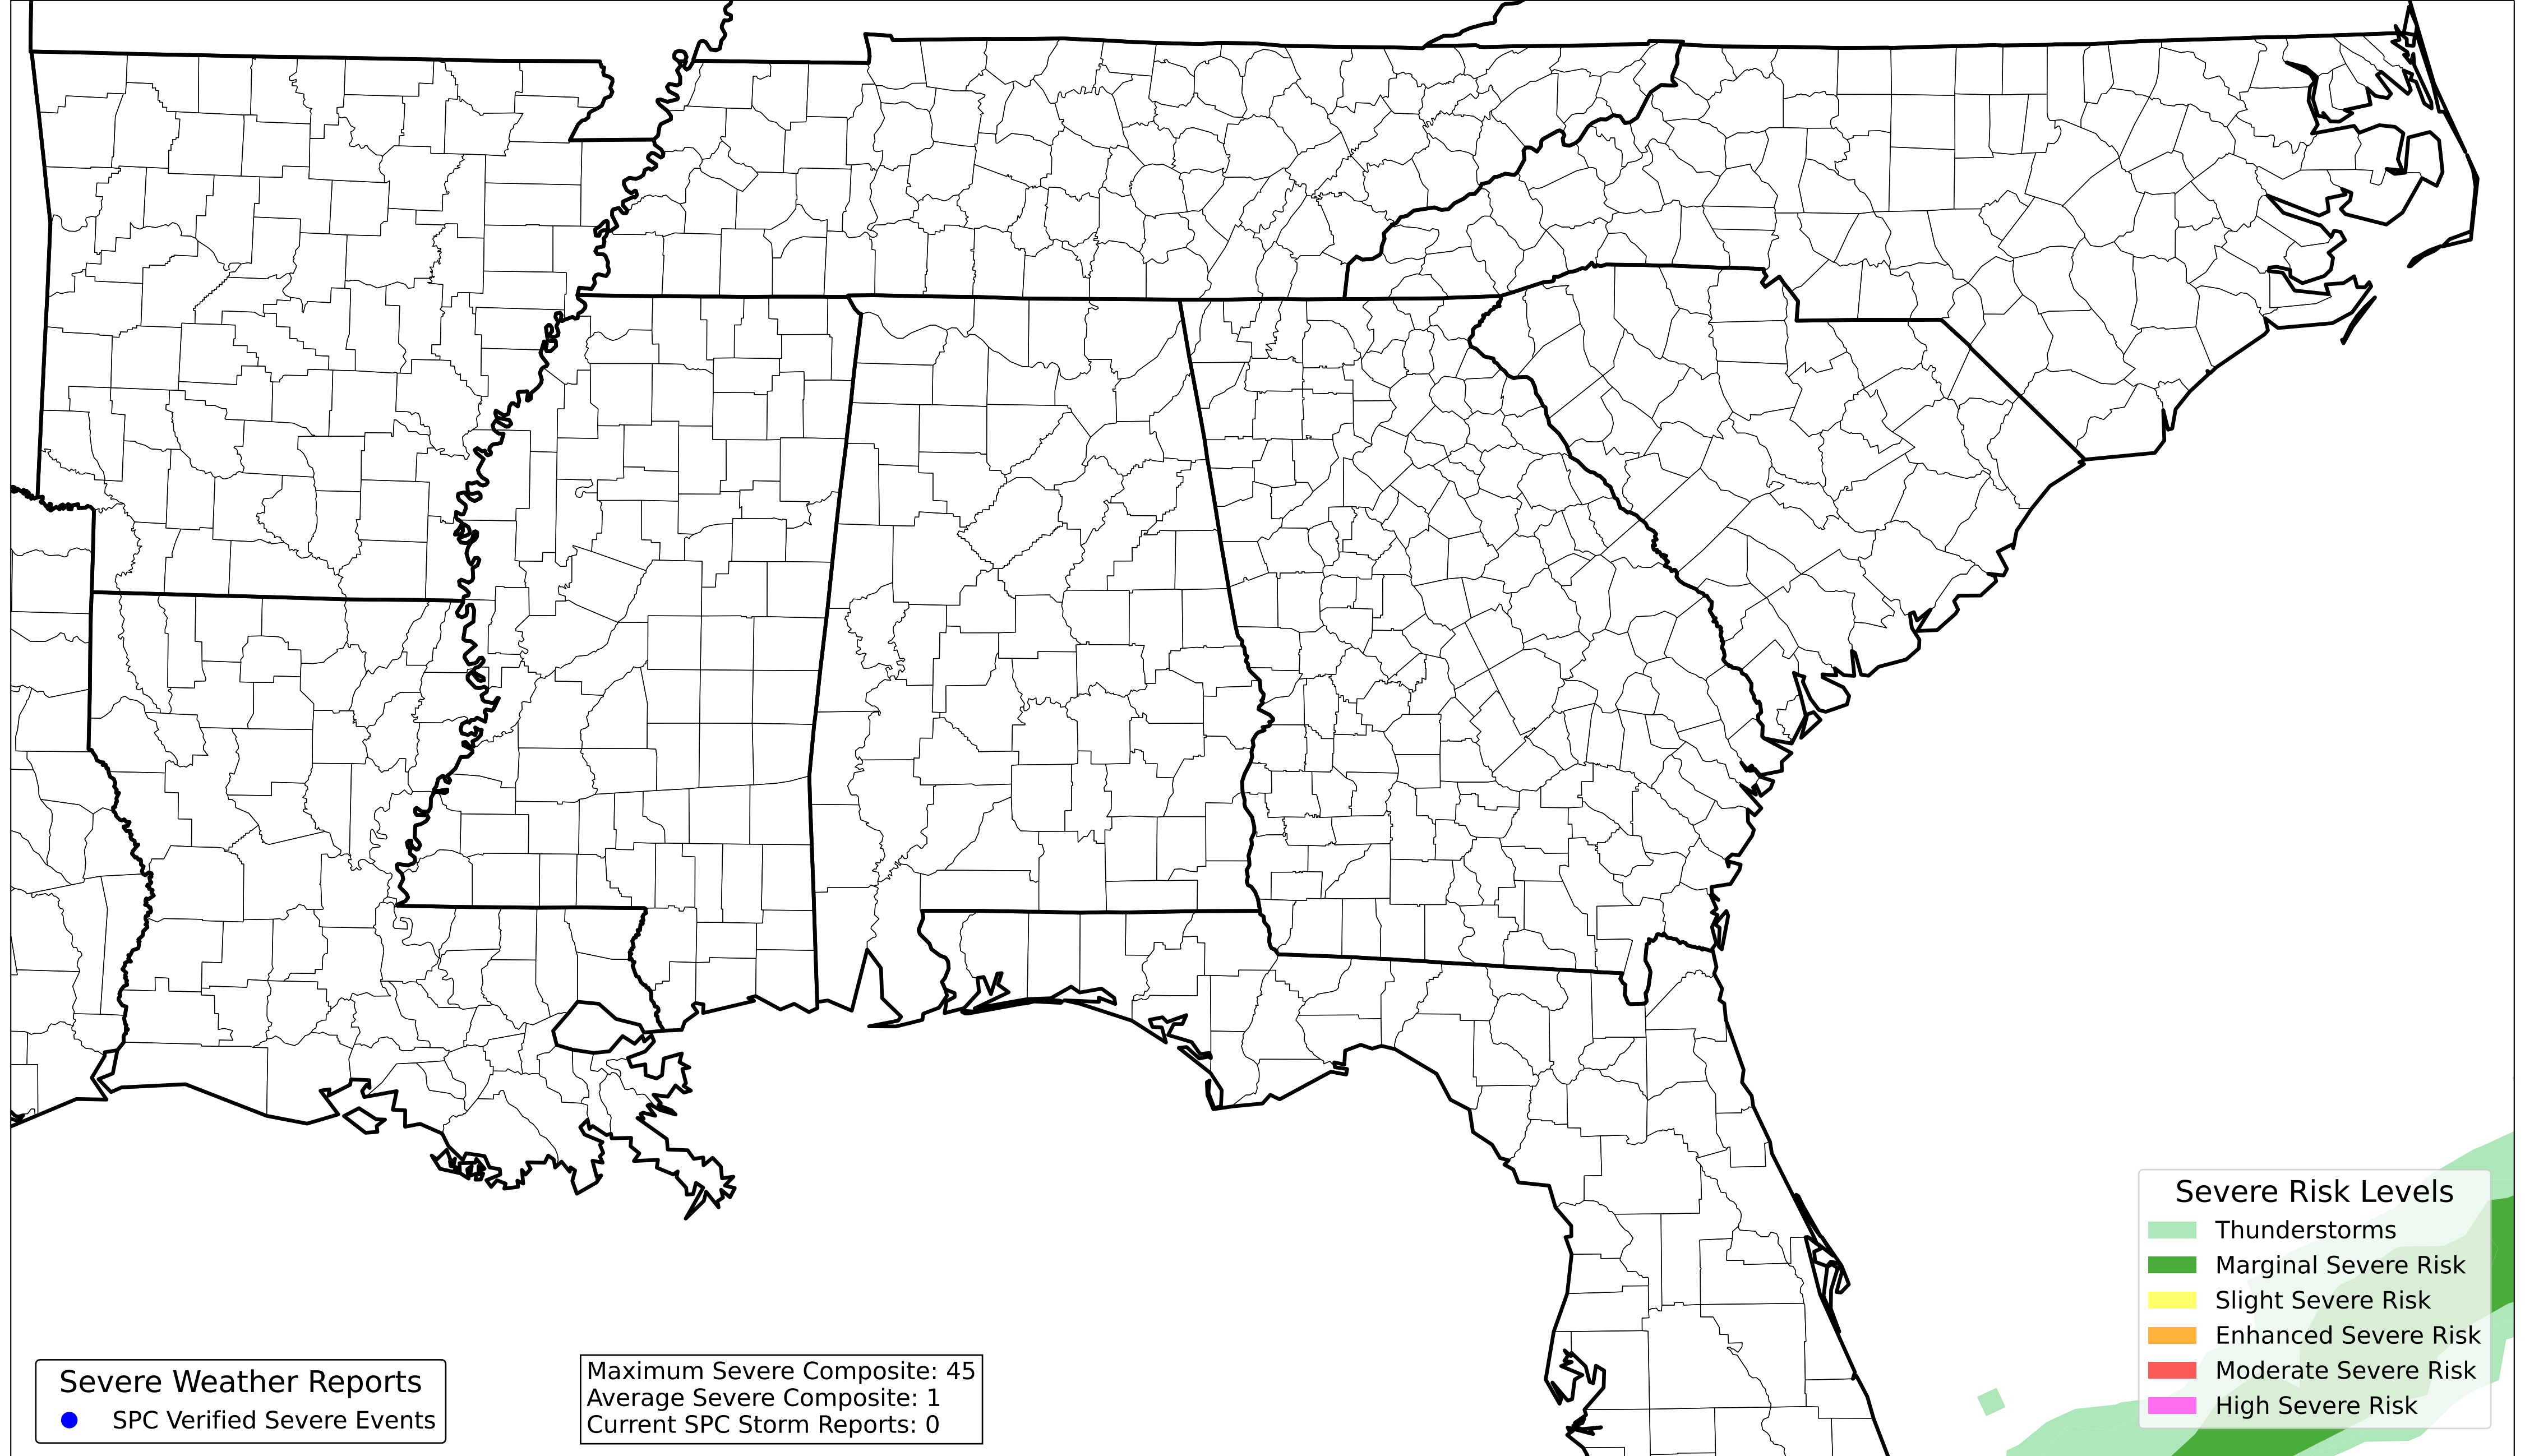 Severe Risk Levels
Thunderstorms
Marginal Severe Risk
Slight Severe Risk
Enhanced Severe Risk
Moderate Severe Risk
High Severe Risk
Severe Weather Reports
SPC Verified Severe Events
Maximum Severe Composite: 45
Average Severe Composite: 1
Current SPC Storm Reports: 0